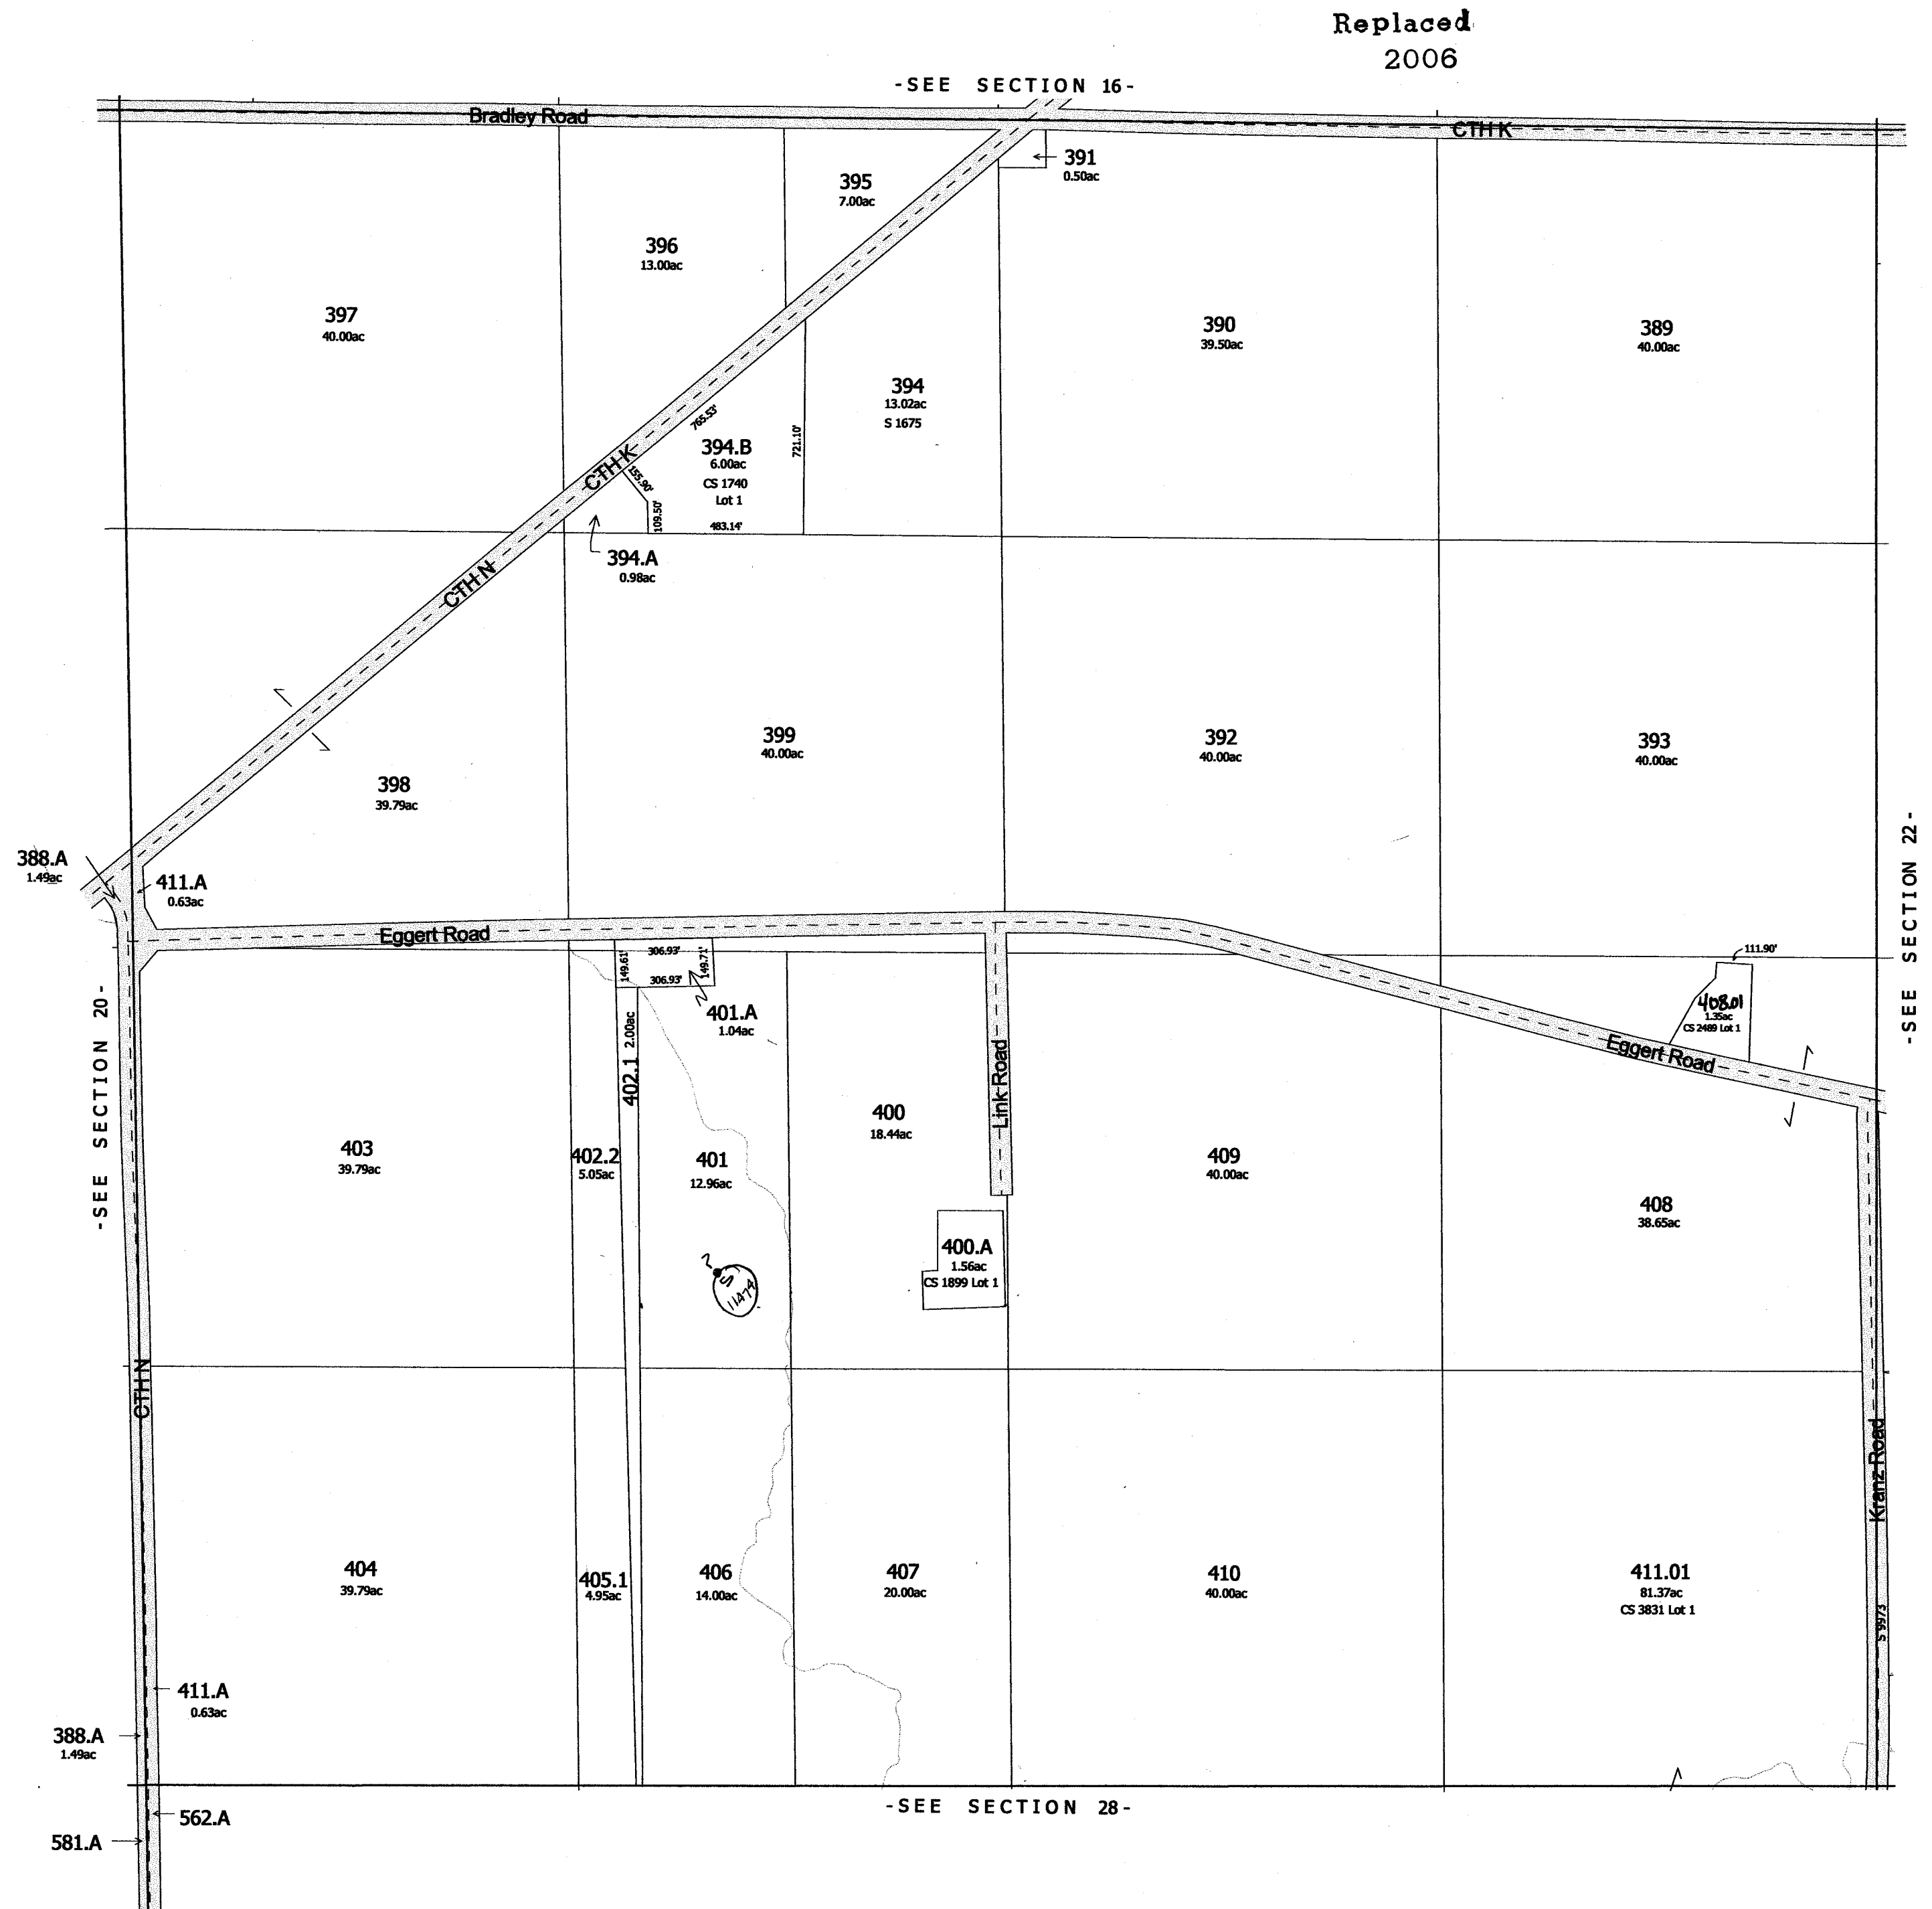 Replaced
2006
-SEE SECTION 16-
Bradley Road
CTH K
391
0.50ac
395
7.00ac
396
13.00ac
397
40.00ac
390
39.50ac
389
40.00ac
394
13.02ac
S 1675
765.53'
721.10'
394.B
6.00ac
CS 1740
Lot 1
CTH K
155.90'
109.50'
483.14'
394.A
0.98ac
CTH N
399
40.00ac
392
40.00ac
393
40.00ac
398
39.79ac
388.A
1.49ac
411.A
0.63ac
-SEE SECTION 22-
Eggert Road
306.93'
149.61'
149.71'
306.93'
111.90'
408.01
1.35ac
CS 2489 Lot 1
401.A
1.04ac
-SEE SECTION 20-
402.1 2.00ac
Link Road
Eggert Road
400
18.44ac
403
39.79ac
402.2
5.05ac
401
12.96ac
409
40.00ac
408
38.65ac
400.A
1.56ac
CS 1899 Lot 1
?
S
11474
CTH N
Kranz Road
404
39.79ac
405.1
4.95ac
406
14.00ac
407
20.00ac
410
40.00ac
411.01
81.37ac
CS 3831 Lot 1
S 9973
411.A
0.63ac
388.A
1.49ac
-SEE SECTION 28-
562.A
581.A